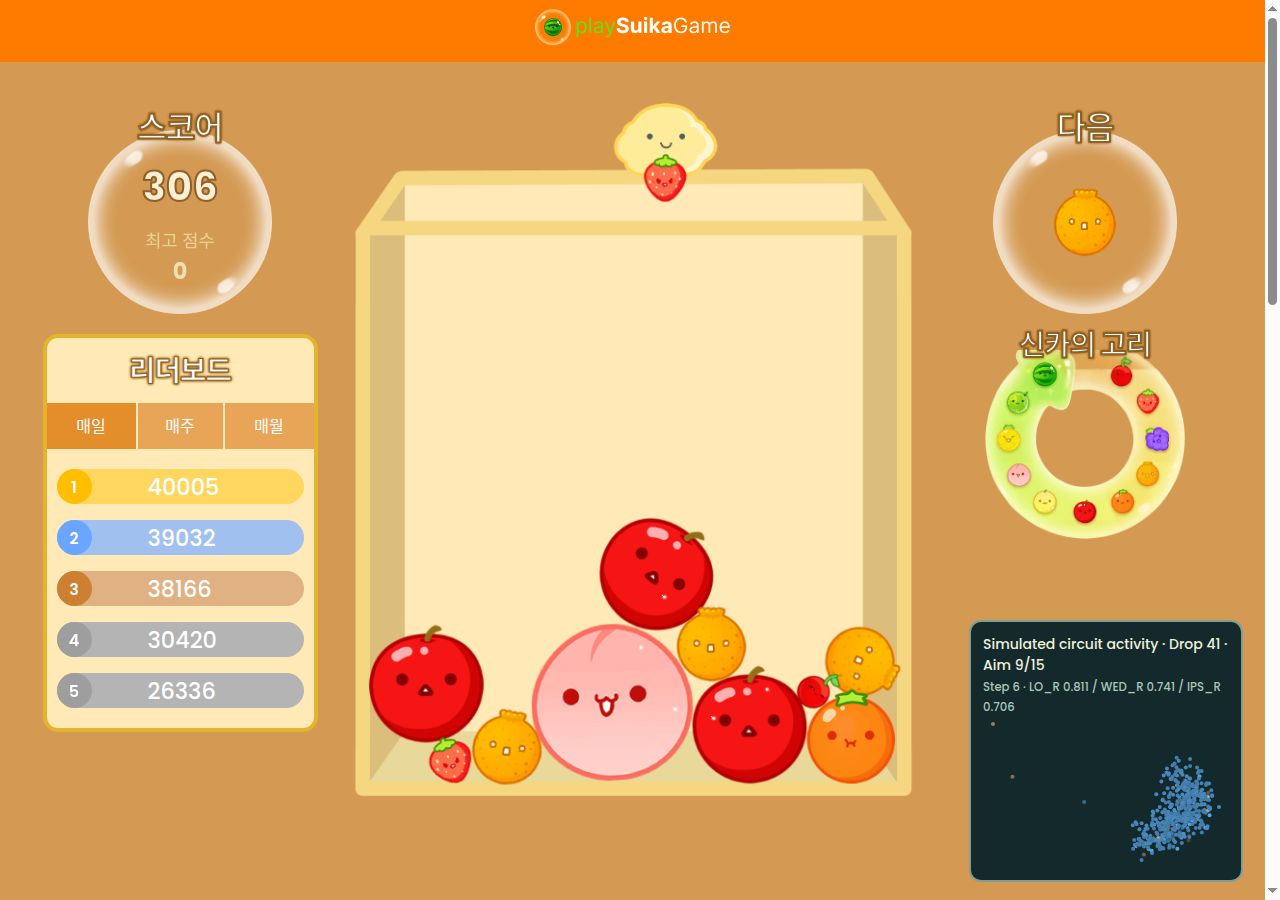 playSuikaGame
스코어
306
최고 점수
0
다음
신카의 고리
리더보드
매일 매주 매월
1 40005
2 39032
3 38166
4 30420
5 26336
Simulated circuit activity · Drop 41 ·
Aim 9/15
Step 6 · LO_R 0.811 / WED_R 0.741 / IPS_R
0.706